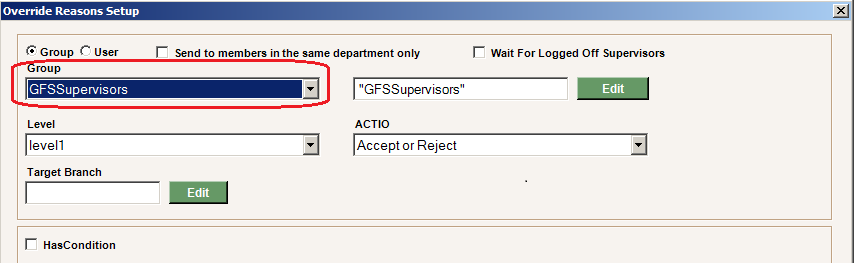 Override Reasons Setup
Group User Send to members in the same department only Wait For Logged Off Supervisors
Group
GFSSupervisors "GFSSupervisors" Edit
Level ACTIO
level1 Accept or Reject
Target Branch
Edit
HasCondition